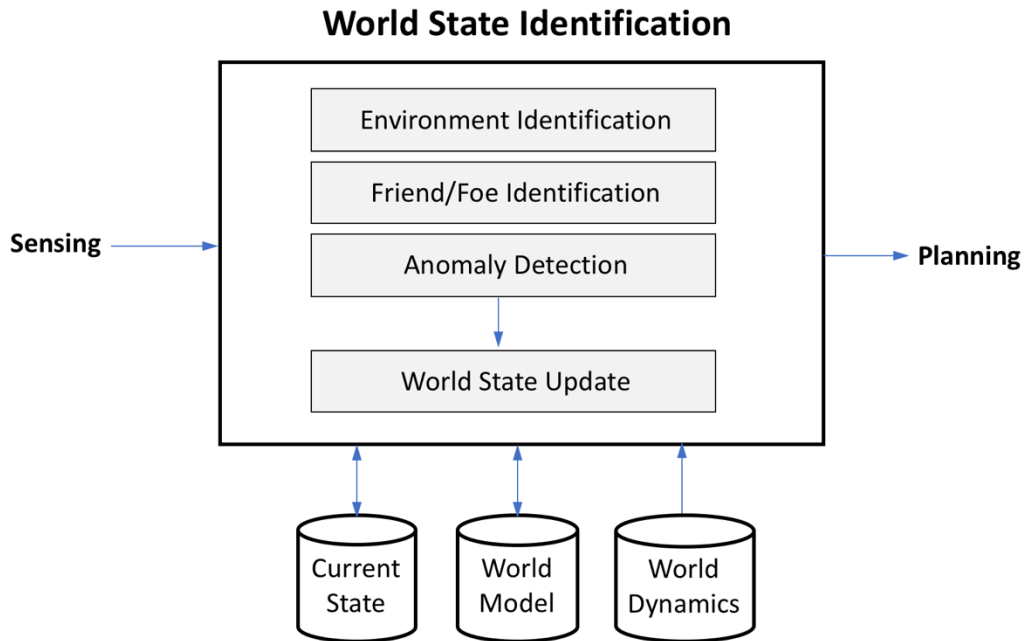 World State Identification
Environment Identification
Friend/Foe Identification
Sensing
Anomaly Detection
Planning
World State Update
Current
State
World
Model
World
Dynamics